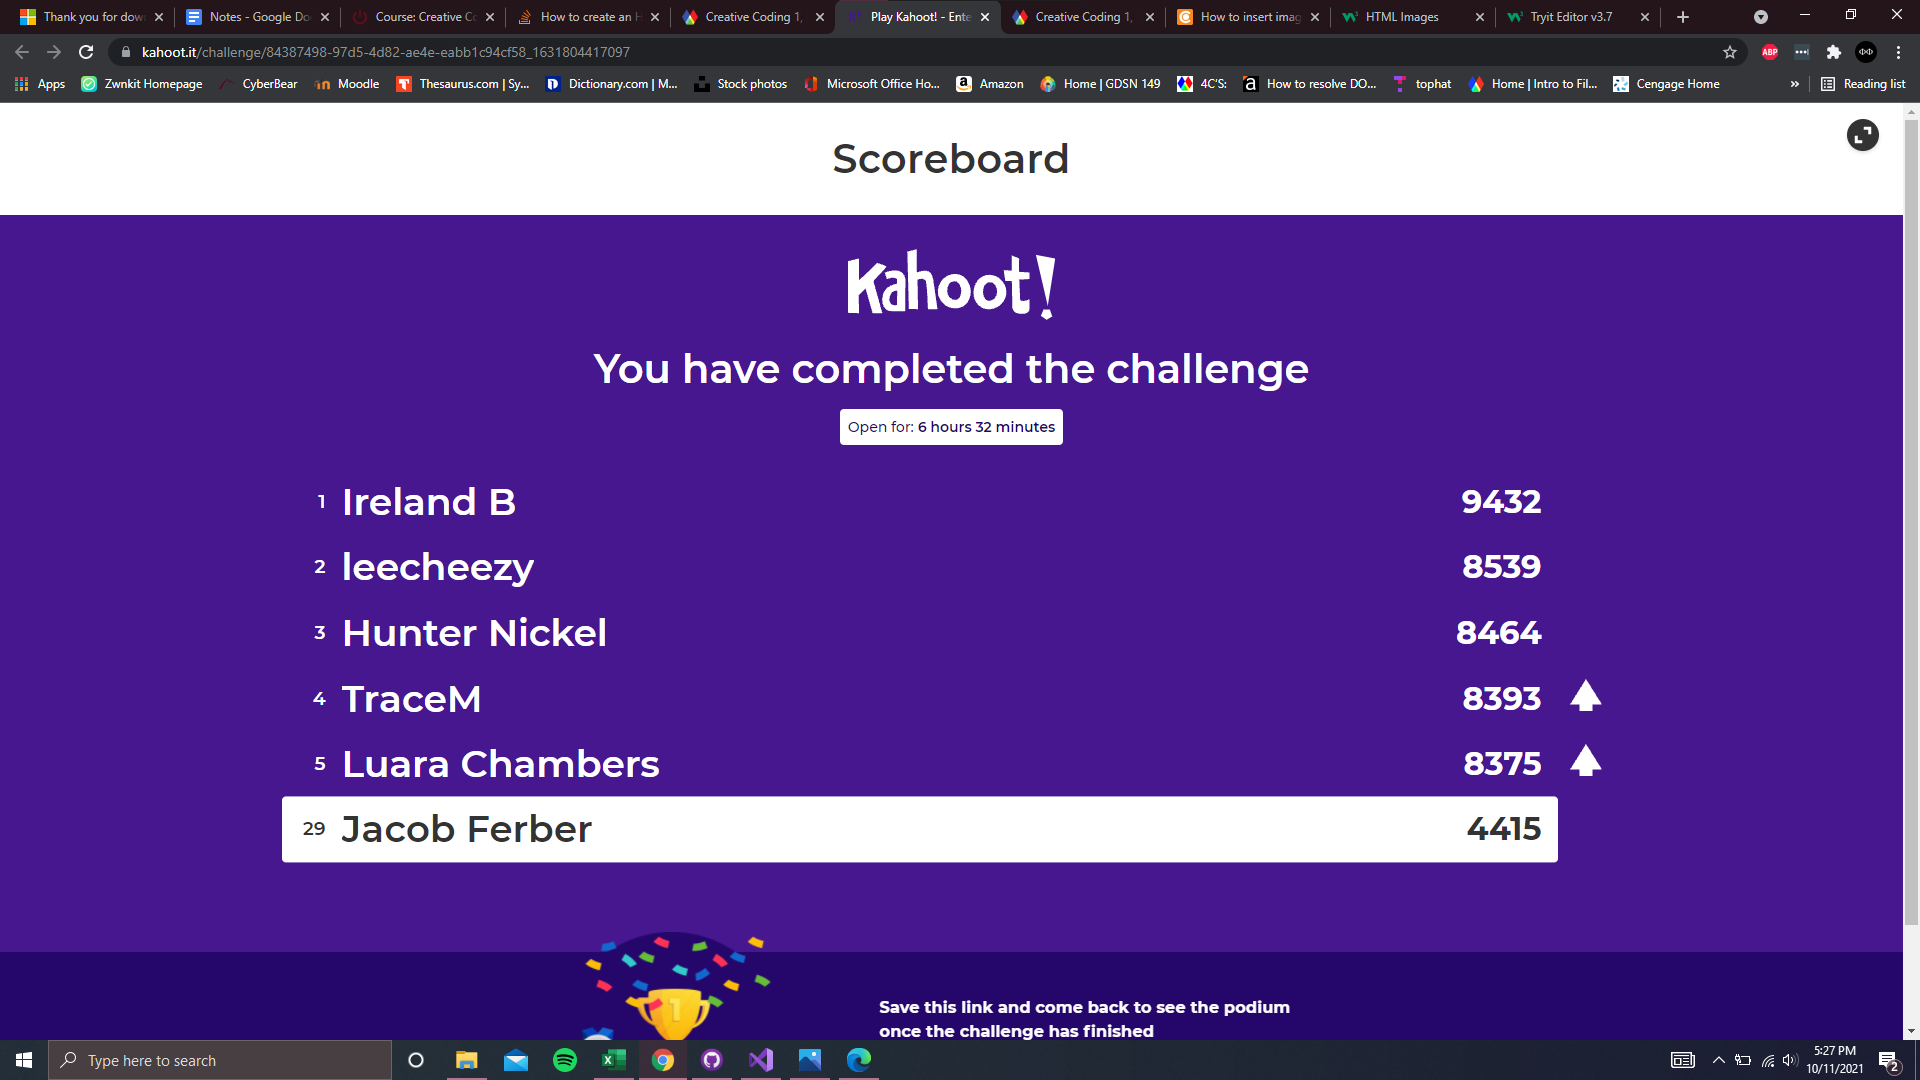 Thank you for dow
Notes - Google Do
Course: Creative Co
How to create an H
Creative Coding 1,
Play Kahoot! - Ente
Creative Coding 1,
How to insert imag
HTML Images
Tryit Editor v3.7
kahoot.it/challenge/84387498-97d5-4d82-ae4e-eabb1c94cf58_1631804417097
ABP
Apps
Zwnkit Homepage
CyberBear
Moodle
Thesaurus.com | Sy...
Dictionary.com | M...
Stock photos
Microsoft Office Ho...
Amazon
Home | GDSN 149
4C'S:
How to resolve DO...
tophat
Home | Intro to Fil...
Cengage Home
»
Reading list
Scoreboard
Kahoot!
You have completed the challenge
Open for: 6 hours 32 minutes
1 Ireland B 9432
2 leecheezy 8539
3 Hunter Nickel 8464
4 TraceM 8393
5 Luara Chambers 8375
29 Jacob Ferber 4415
1
Save this link and come back to see the podium
once the challenge has finished
Type here to search
5:27 PM
10/11/2021
2